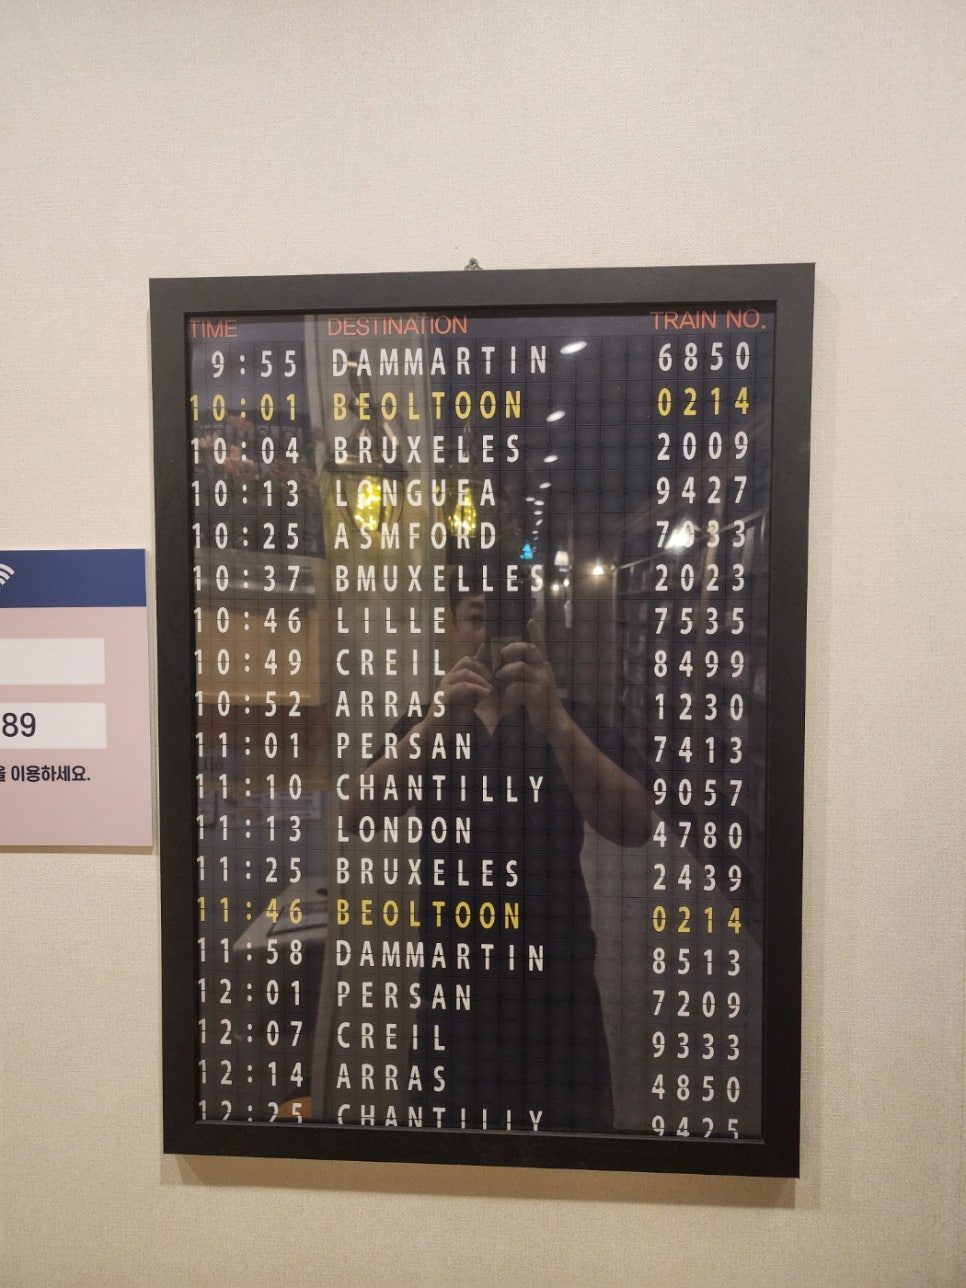 TIME DESTINATION TRAIN NO.
9:55 DAMMARTIN 6850
10:01 BEOLTOON 0214
10:04 BRUXELES 2009
10:13 LONGUEA 9427
10:25 ASMFORD 7033
10:37 BMUXELLES 2023
10:46 LILLE 7535
10:49 CREIL 8499
10:52 ARRAS 1230
11:01 PERSAN 7413
11:10 CHANTILLY 9057
11:13 LONDON 4780
11:25 BRUXELES 2439
11:46 BEOLTOON 0214
11:58 DAMMARTIN 8513
12:01 PERSAN 7209
12:07 CREIL 9333
12:14 ARRAS 4850
12:25 CHANTILLY 9425
89
이용하세요.